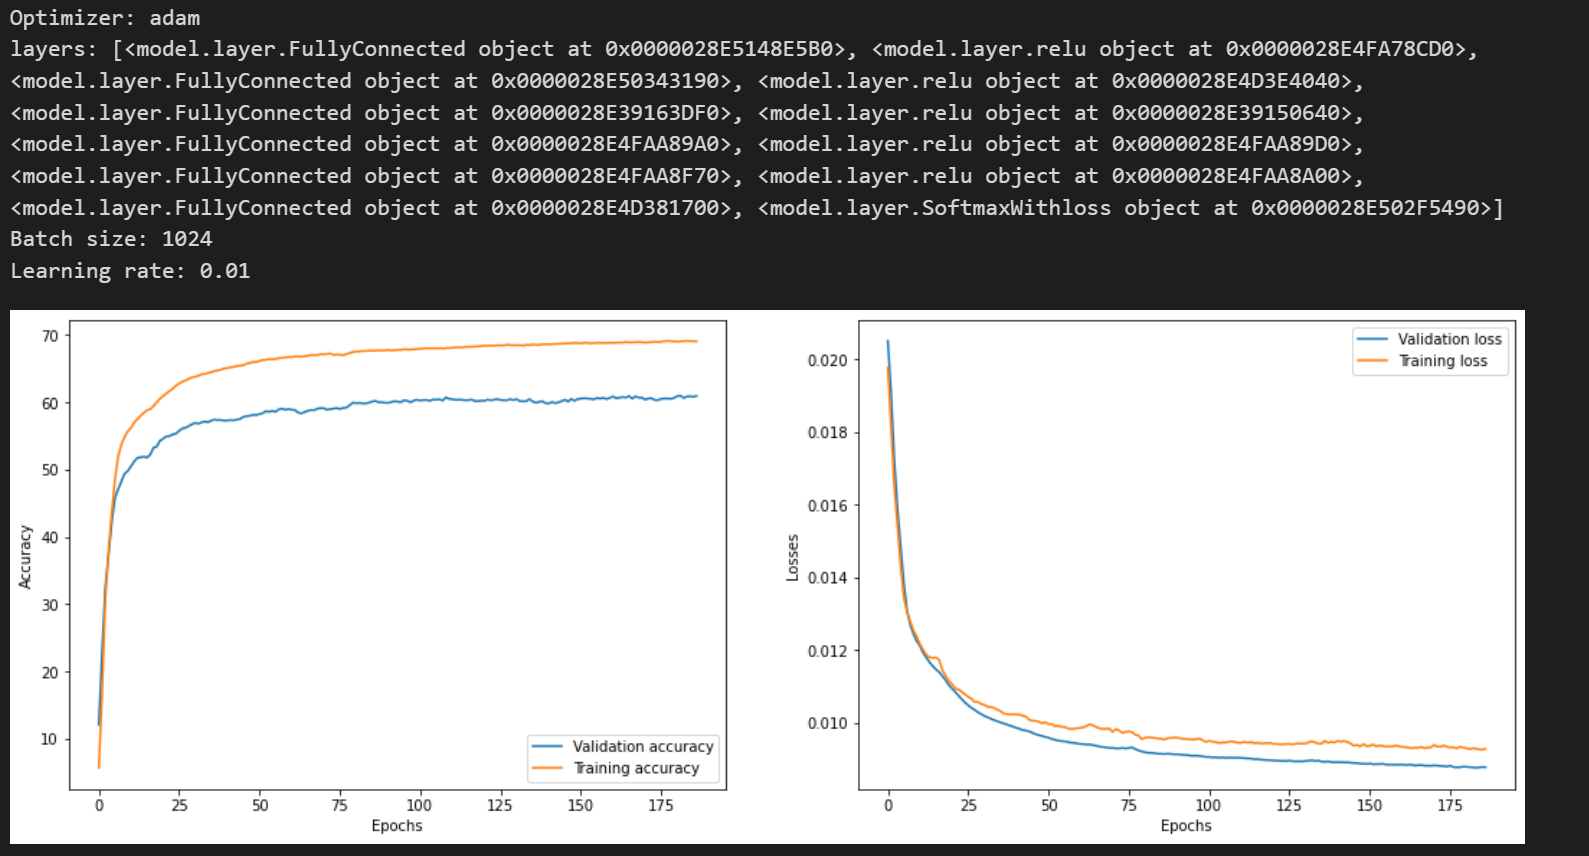 Optimizer: adam
layers: [<model.layer.FullyConnected object at 0x0000028E5148E5B0>, <model.layer.relu object at 0x0000028E4FA78CD0>,
<model.layer.FullyConnected object at 0x0000028E50343190>, <model.layer.relu object at 0x0000028E4D3E4040>,
<model.layer.FullyConnected object at 0x0000028E39163DF0>, <model.layer.relu object at 0x0000028E39150640>,
<model.layer.FullyConnected object at 0x0000028E4FAA89A0>, <model.layer.relu object at 0x0000028E4FAA89D0>,
<model.layer.FullyConnected object at 0x0000028E4FAA8F70>, <model.layer.relu object at 0x0000028E4FAA8A00>,
<model.layer.FullyConnected object at 0x0000028E4D381700>, <model.layer.SoftmaxWithloss object at 0x0000028E502F5490>]
Batch size: 1024
Learning rate: 0.01
70
60
50
40
30
20
10
Accuracy
Validation accuracy
Training accuracy
0 25 50 75 100 125 150 175
Epochs
Validation loss
Training loss
0.020
0.018
0.016
0.014
0.012
0.010
Losses
0 25 50 75 100 125 150 175
Epochs